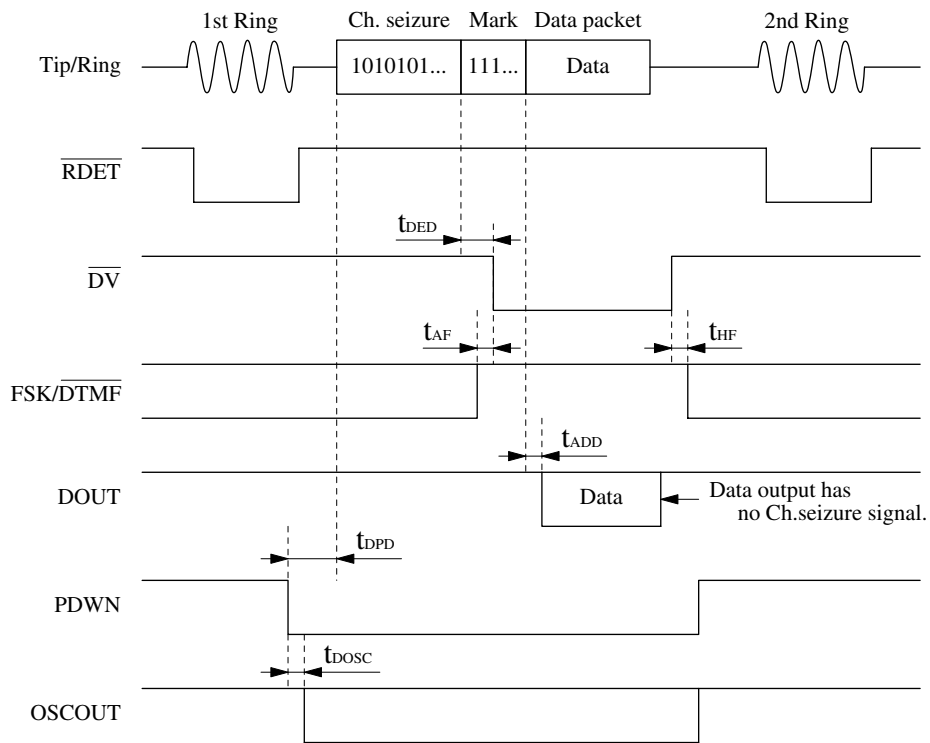 1st Ring
Ch. seizure
Mark
Data packet
2nd Ring
Tip/Ring
1010101...
111...
Data
RDET
tDED
DV
tAF
tHF
FSK/DTMF
tADD
DOUT
Data
Data output has
no Ch.seizure signal.
tDPD
PDWN
tDOSC
OSCOUT